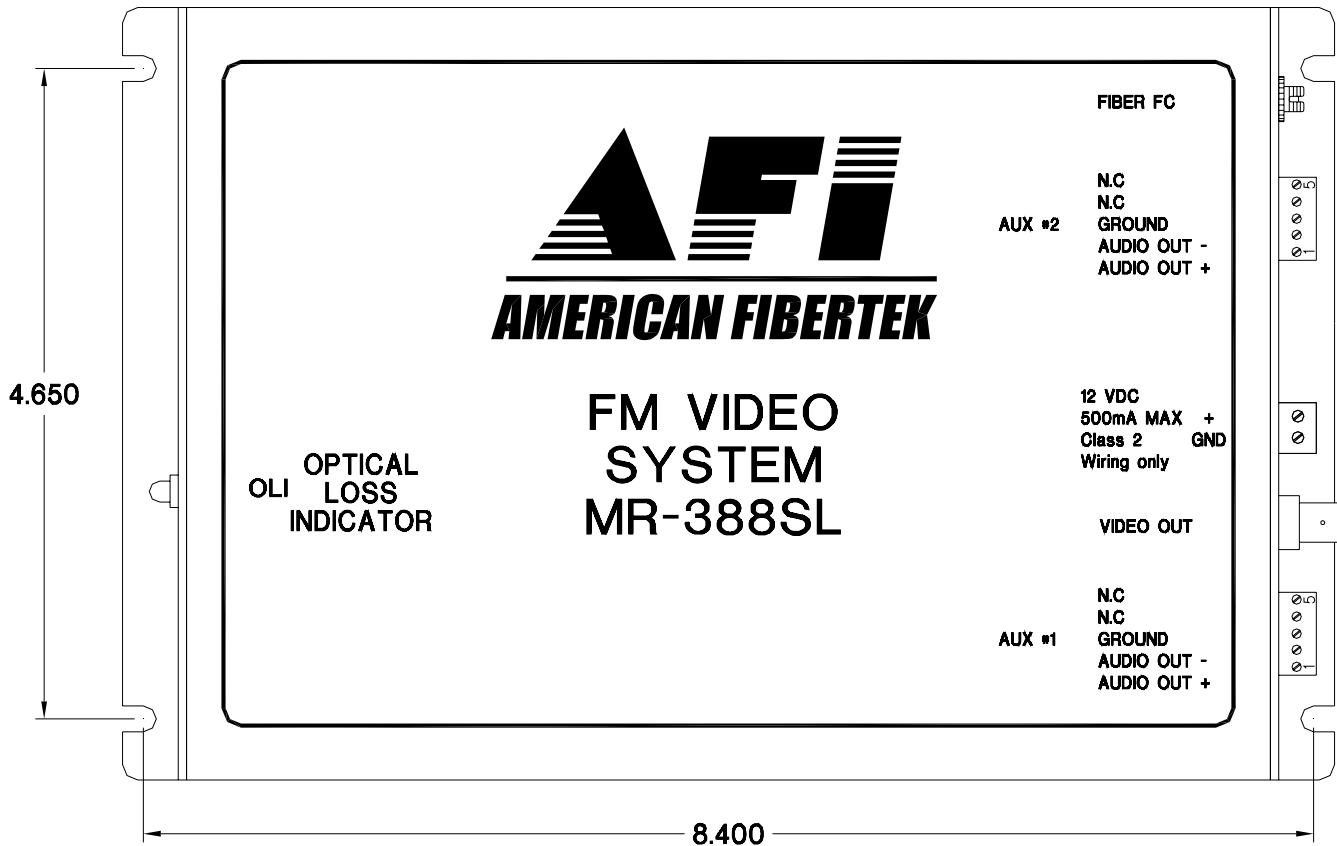 FIBER FC
AFI
AMERICAN FIBERTEK
N.C
N.C
AUX #2 GROUND
AUDIO OUT -
AUDIO OUT +
5
1
4.650
FM VIDEO
SYSTEM
MR-388SL
12 VDC
500mA MAX +
Class 2 GND
Wiring only
OLI
OPTICAL
LOSS
INDICATOR
VIDEO OUT
N.C
N.C
AUX #1 GROUND
AUDIO OUT -
AUDIO OUT +
5
1
8.400